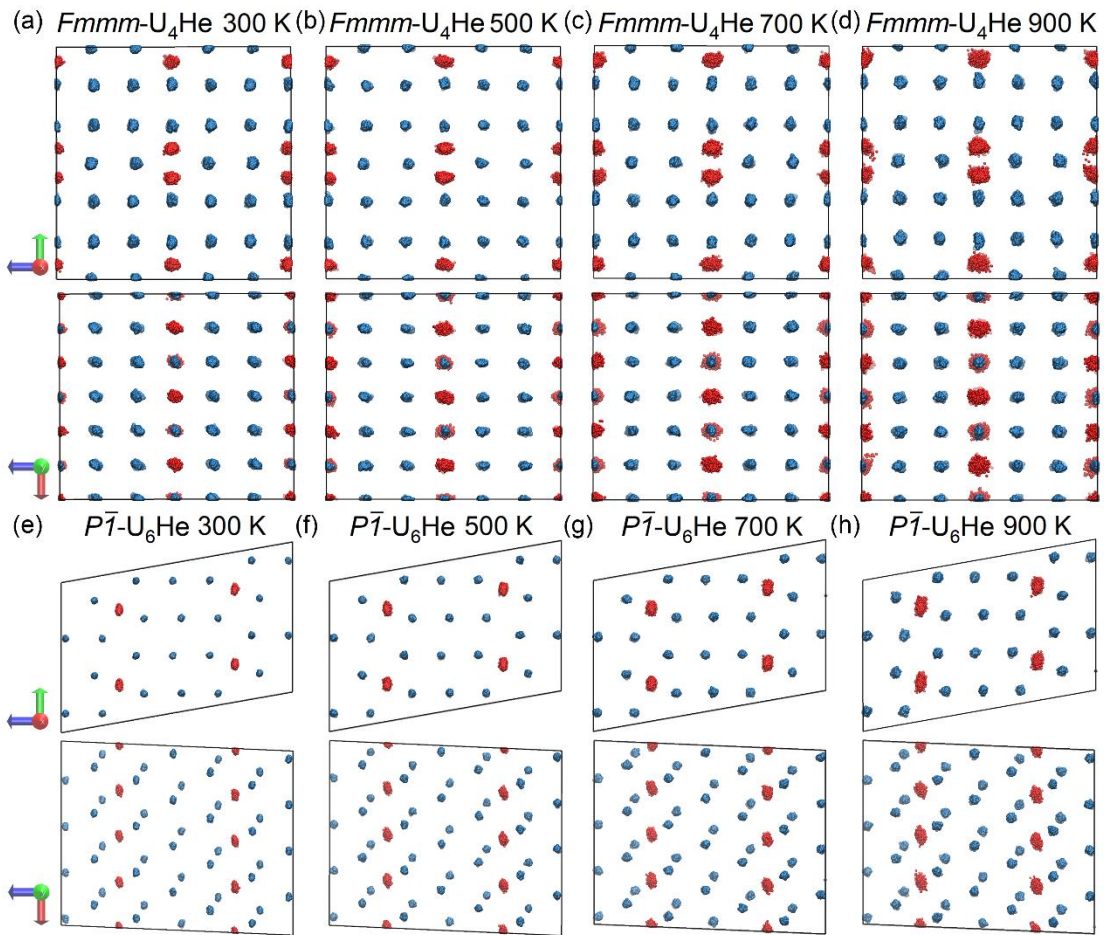 (a) Fmmm-U₄He 300 K (b) Fmmm-U₄He 500 K (c) Fmmm-U₄He 700 K (d) Fmmm-U₄He 900 K
(e) P1̅-U₆He 300 K (f) P1̅-U₆He 500 K (g) P1̅-U₆He 700 K (h) P1̅-U₆He 900 K